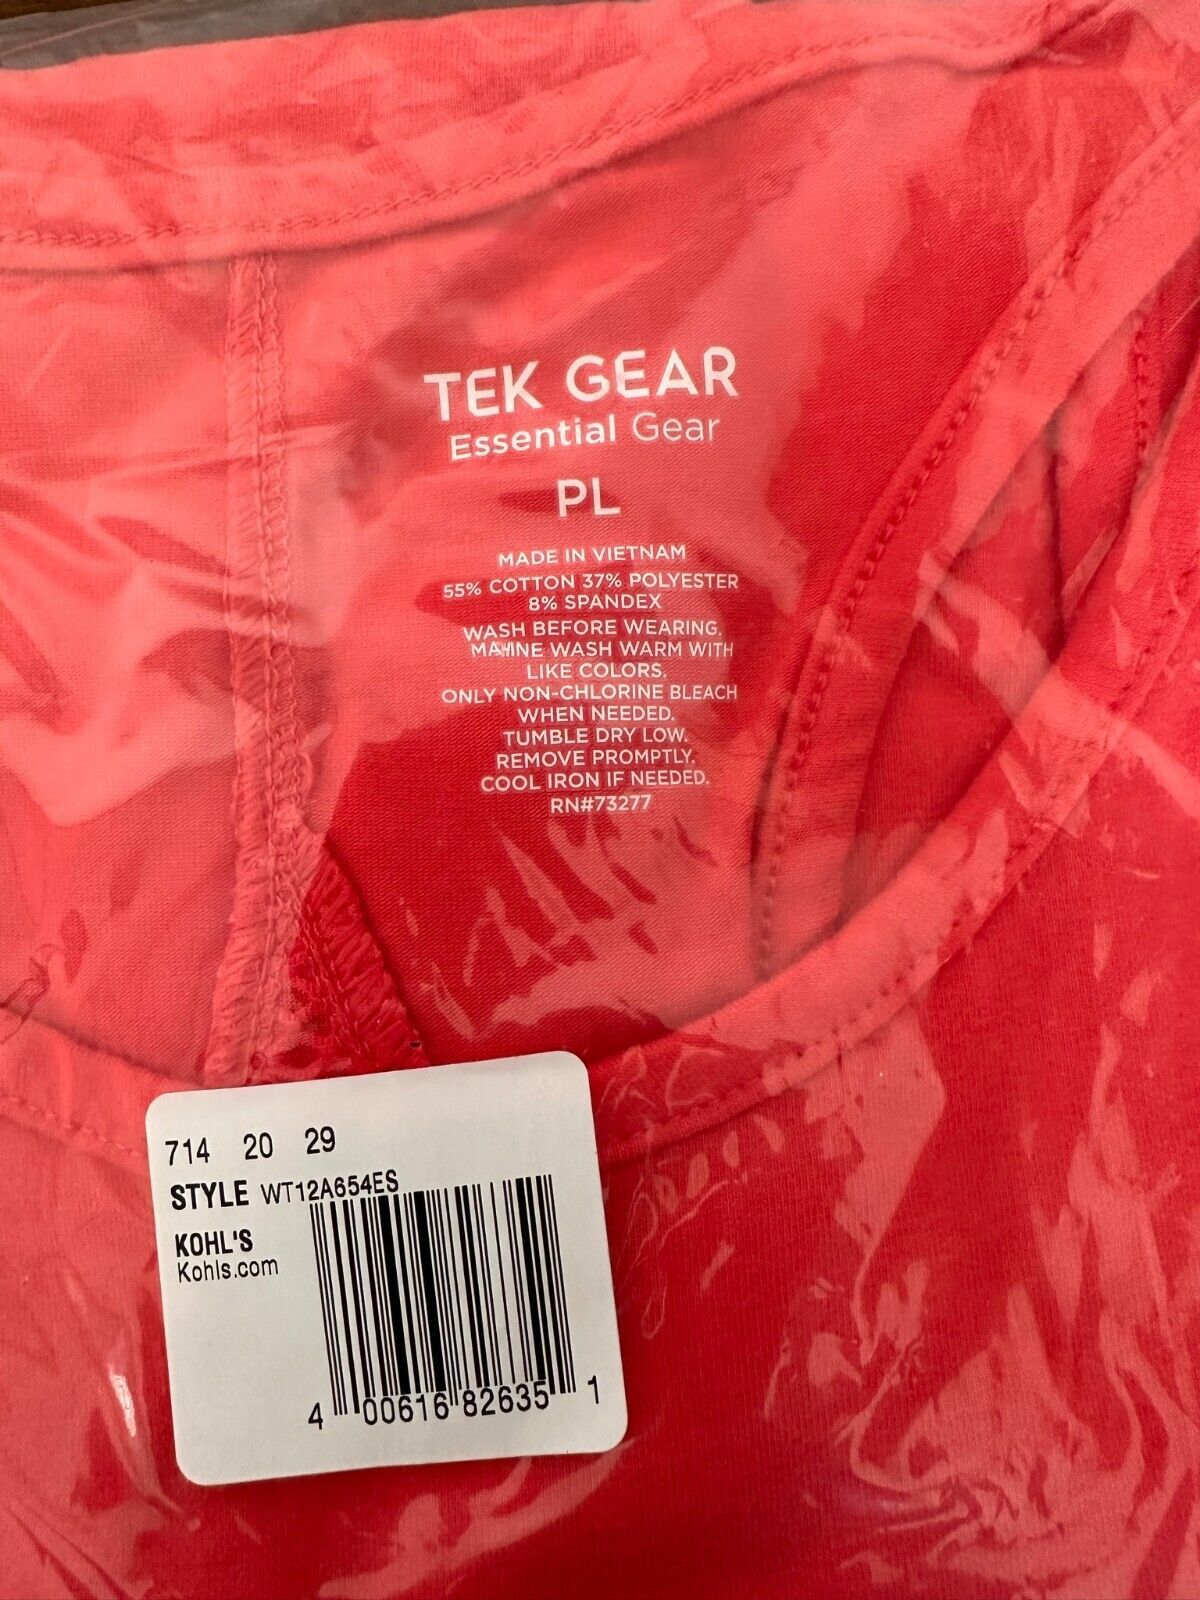 TEK GEAR
Essential Gear
PL
MADE IN VIETNAM
55% COTTON 37% POLYESTER
8% SPANDEX
WASH BEFORE WEARING.
WASH WARM WITH
LIKE COLORS.
ONLY NON-CHLORINE BLEACH
WHEN NEEDED.
TUMBLE DRY LOW.
REMOVE PROMPTLY.
COOL IRON IF NEEDED.
RN#73277
714 20 29
STYLE WT12A654ES
KOHL'S
Kohls.com
4 00616 82635 1